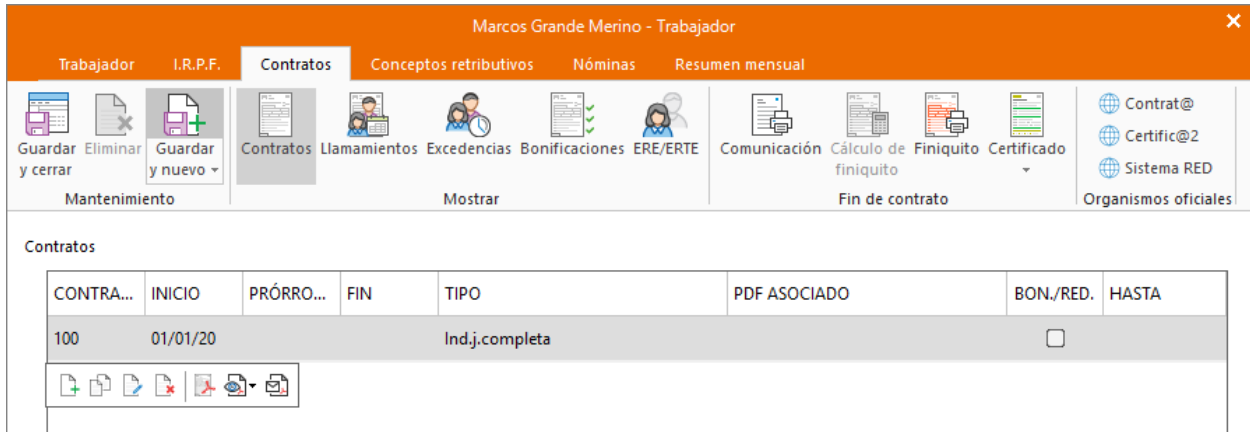 Marcos Grande Merino - Trabajador
Trabajador I.R.P.F. Contratos Conceptos retributivos Nóminas Resumen mensual
Guardar y cerrar
Eliminar
Guardar y nuevo
Contratos
Llamamientos
Excedencias
Bonificaciones
ERE/ERTE
Comunicación
Cálculo de finiquito
Finiquito
Certificado
Contrat@
Certific@2
Sistema RED
Mantenimiento Mostrar Fin de contrato Organismos oficiales
Contratos
CONTRA... INICIO PRÓRRO... FIN TIPO PDF ASOCIADO BON./RED. HASTA
100 01/01/20 Ind.j.completa